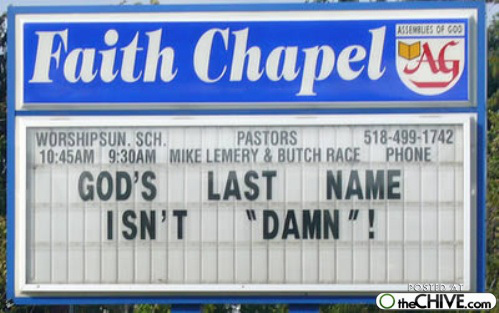 Faith Chapel
ASSEMBLIES OF GOD
AG
WORSHIP SUN. SCH. PASTORS 518-499-1742
10:45AM 9:30AM MIKE LEMERY & BUTCH RACE PHONE
GOD'S LAST NAME
ISN'T "DAMN"!
POSTED AT
theCHIVE.com